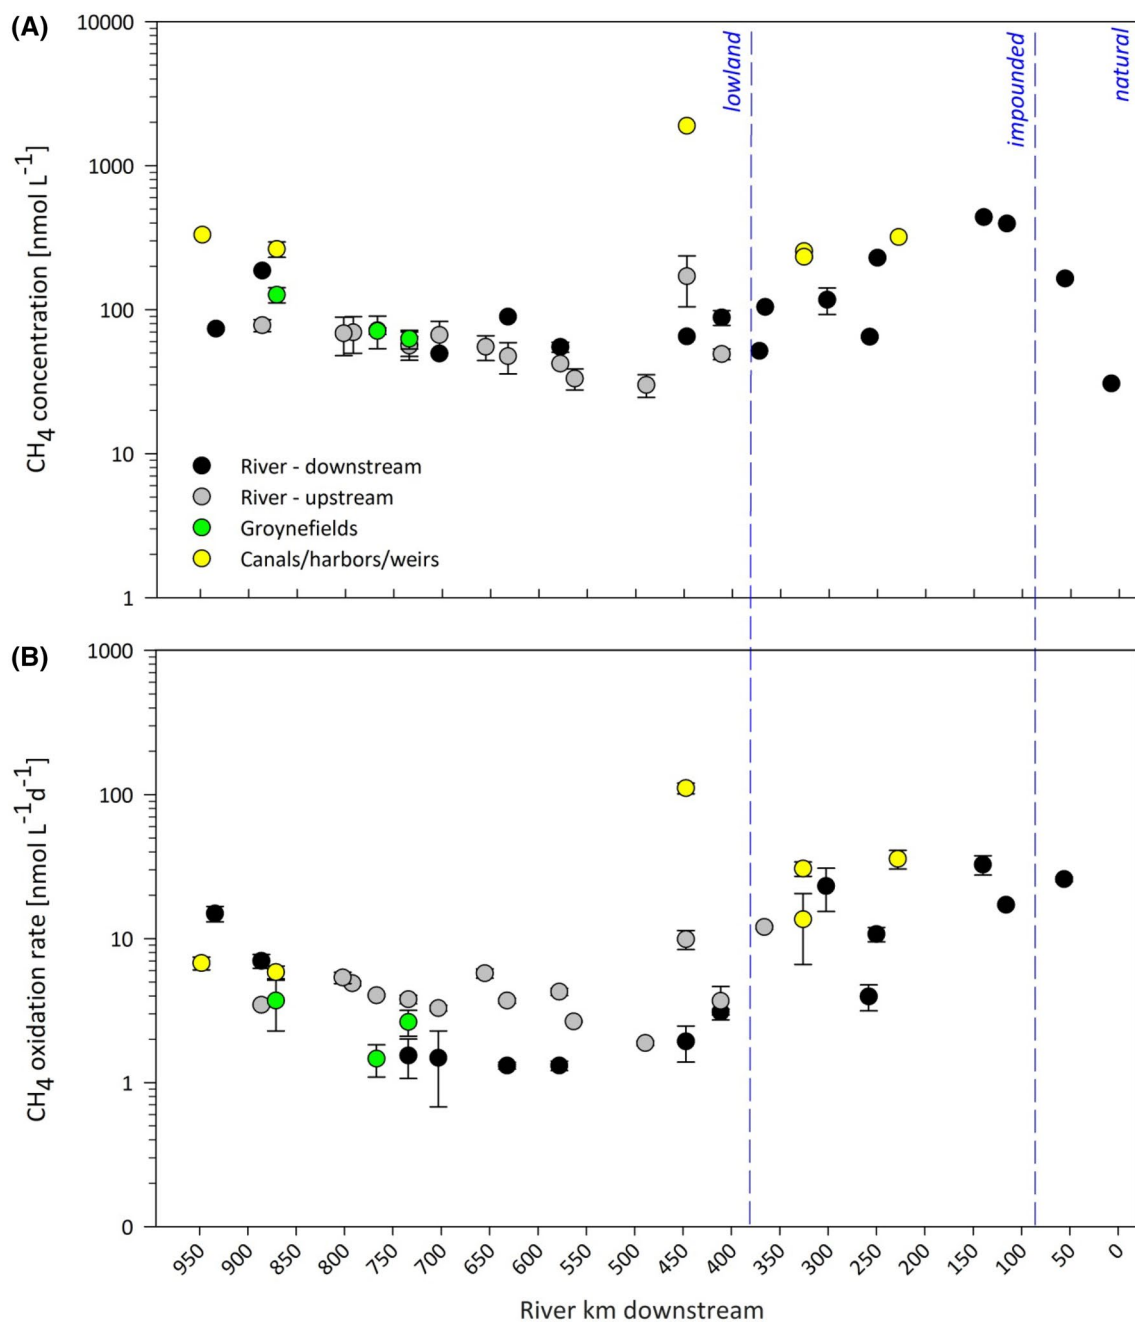 (A)
10000
1000
100
10
1
CH4 concentration [nmol L-1]
lowland
impounded
natural
River - downstream
River - upstream
Groynefields
Canals/harbors/weirs
(B)
1000
100
10
1
0
CH4 oxidation rate [nmol L-1d-1]
950 900 850 800 750 700 650 600 550 500 450 400 350 300 250 200 150 100 50 0
River km downstream